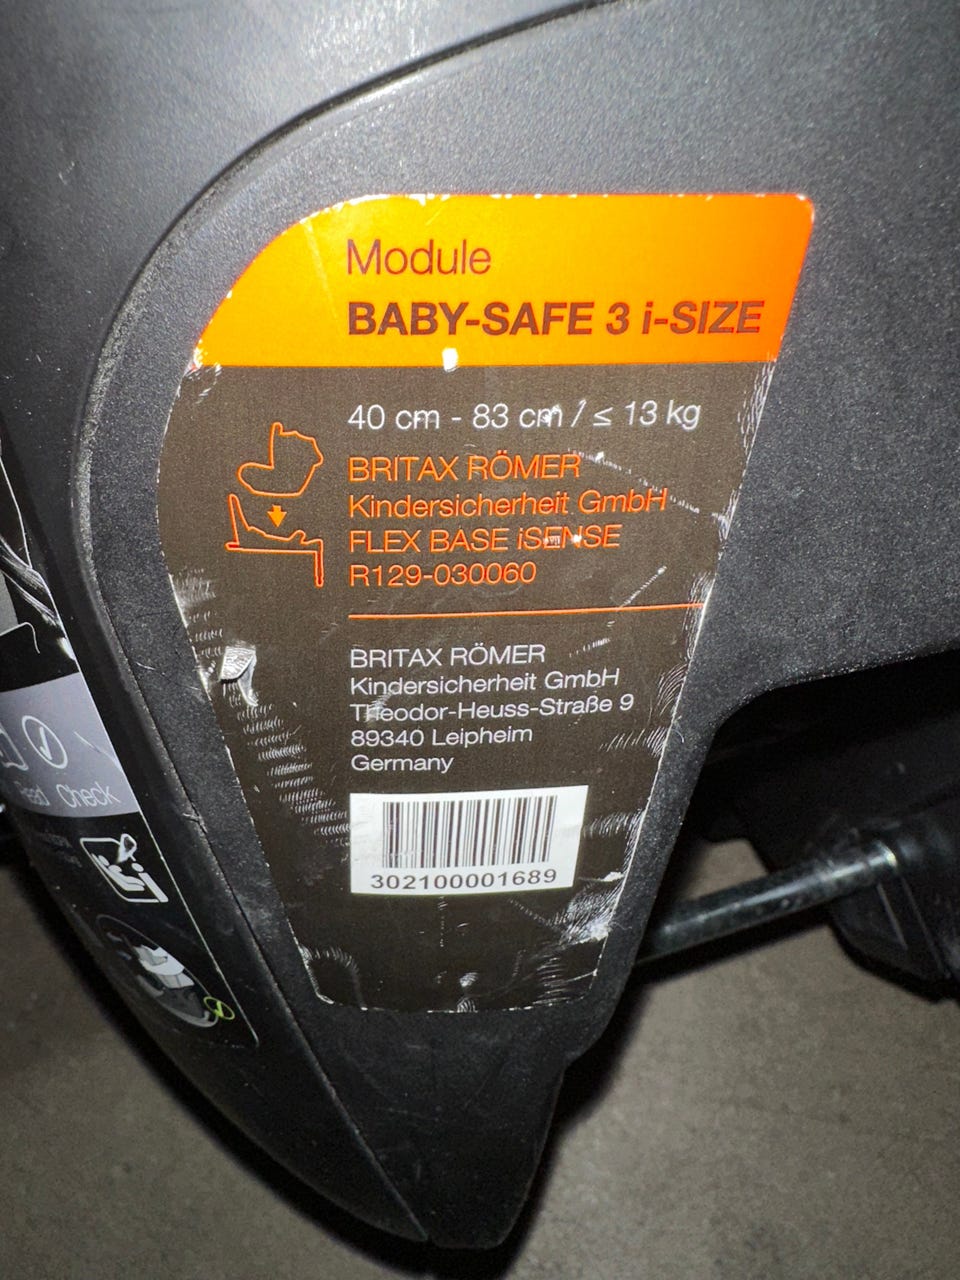 Module
BABY-SAFE 3 i-SIZE
40 cm - 83 cm / ≤ 13 kg
BRITAX RÖMER
Kindersicherheit GmbH
FLEX BASE iSENSE
R129-030060
BRITAX RÖMER
Kindersicherheit GmbH
Theodor-Heuss-Straße 9
89340 Leipheim
Germany
302100001689
Check